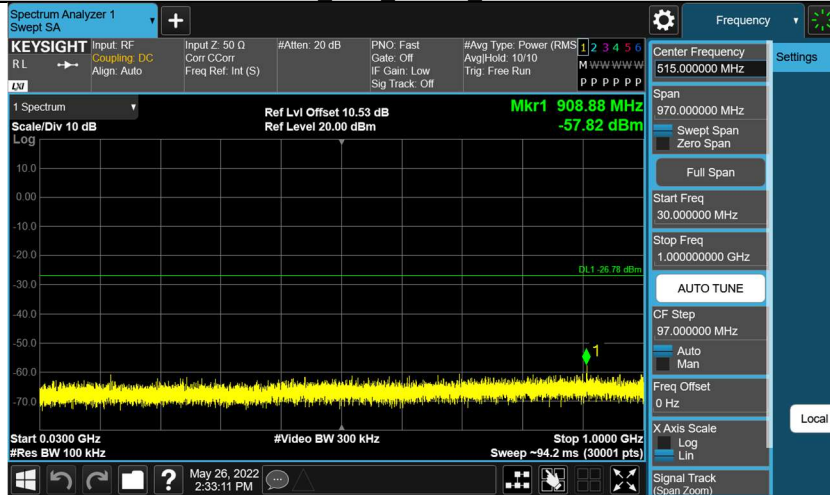 Spectrum Analyzer 1
Swept SA
Frequency
KEYSIGHT
RL
LXI
Input: RF
Coupling: DC
Align: Auto
Input Z: 50 Ω
Corr CCorr
Freq Ref: Int (S)
#Atten: 20 dB
PNO: Fast
Gate: Off
IF Gain: Low
Sig Track: Off
#Avg Type: Power (RMS
Avg|Hold: 10/10
Trig: Free Run
1 2 3 4 5 6
M W W W W W
P P P P P P
1 Spectrum
Scale/Div 10 dB
Log
Ref Lvl Offset 10.53 dB
Ref Level 20.00 dBm
Mkr1 908.88 MHz
-57.82 dBm
10.0
0.00
-10.0
-20.0
DL1 -26.78 dBm
-30.0
-40.0
-50.0
1
-60.0
-70.0
Start 0.0300 GHz
#Video BW 300 kHz
Stop 1.0000 GHz
#Res BW 100 kHz
Sweep ~94.2 ms (30001 pts)
May 26, 2022
2:33:11 PM
?
Center Frequency
515.000000 MHz
Settings
Span
970.000000 MHz
Swept Span
Zero Span
Full Span
Start Freq
30.000000 MHz
Stop Freq
1.000000000 GHz
AUTO TUNE
CF Step
97.000000 MHz
Auto
Man
Freq Offset
0 Hz
Local
X Axis Scale
Log
Lin
Signal Track
(Span Zoom)